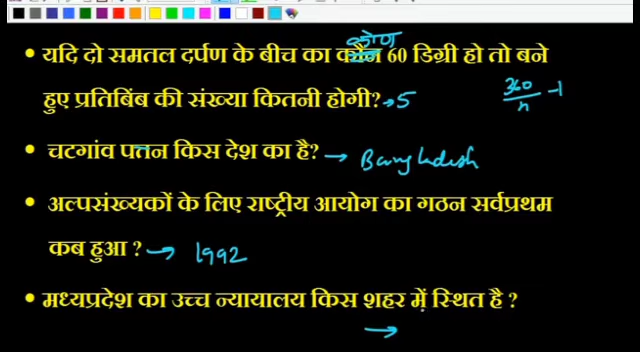 कोण
• यदि दो समतल दर्पण के बीच का कौन 60 डिग्री हो तो बने
हुए प्रतिबिंब की संख्या कितनी होगी? → 5 360/n -1
• चटगांव पत्तन किस देश का है? → Bangladesh
• अल्पसंख्यकों के लिए राष्ट्रीय आयोग का गठन सर्वप्रथम
कब हुआ ? → 1992
• मध्यप्रदेश का उच्च न्यायालय किस शहर में स्थित है ?
→